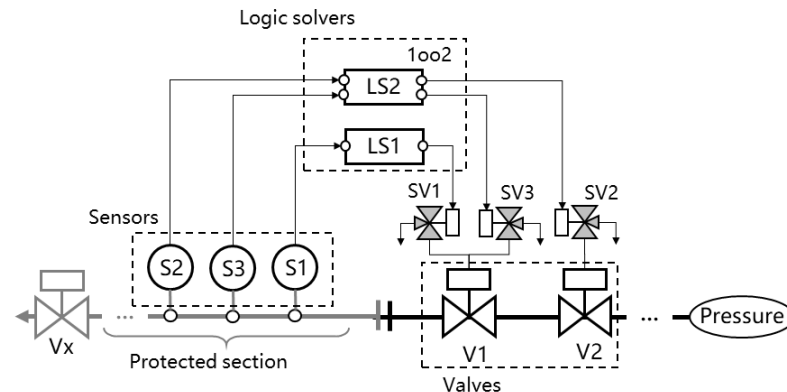 Logic solvers
1oo2
LS2
LS1
SV1
SV3
SV2
Sensors
S2
S3
S1
...
...
Pressure
Vx
V1
V2
Protected section
Valves